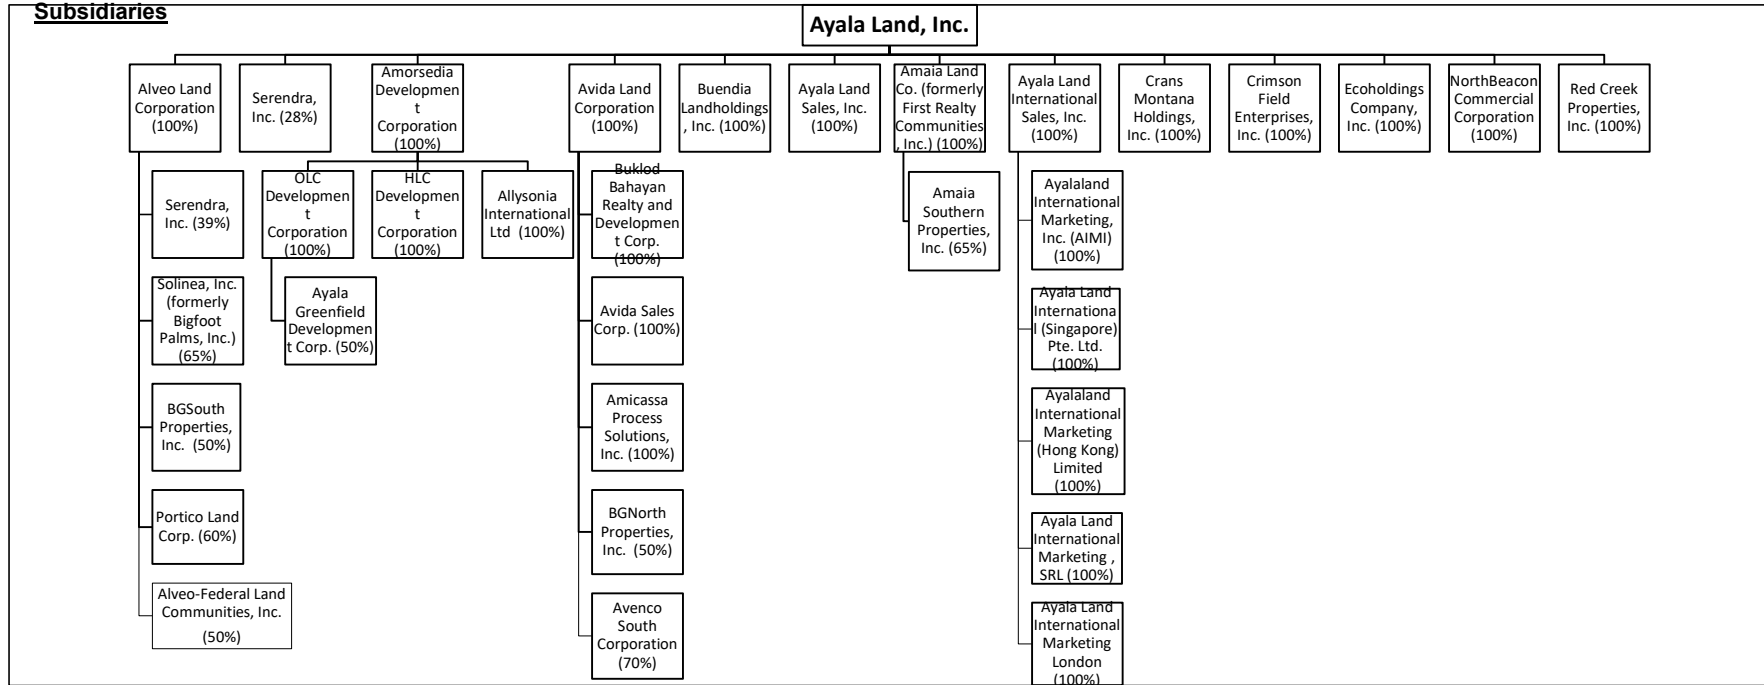 Subsidiaries
Ayala Land, Inc.
Alveo Land
Corporation
(100%)
Serendra,
Inc. (28%)
Amorsedia
Developmen
t
Corporation
(100%)
Avida Land
Corporation
(100%)
Buendia
Landholdings
, Inc. (100%)
Ayala Land
Sales, Inc.
(100%)
Amaia Land
Co. (formerly
First Realty
Communities
, Inc.) (100%)
Ayala Land
International
Sales, Inc.
(100%)
Crans
Montana
Holdings,
Inc. (100%)
Crimson
Field
Enterprises,
Inc. (100%)
Ecoholdings
Company,
Inc. (100%)
NorthBeacon
Commercial
Corporation
(100%)
Red Creek
Properties,
Inc. (100%)
Serendra,
Inc. (39%)
Solinea, Inc.
(formerly
Bigfoot
Palms, Inc.)
(65%)
BGSouth
Properties,
Inc. (50%)
Portico Land
Corp. (60%)
Alveo-Federal Land
Communities, Inc.
(50%)
OLC
Developmen
t
Corporation
(100%)
HLC
Developmen
t
Corporation
(100%)
Allysonia
International
Ltd (100%)
Ayala
Greenfield
Developmen
t Corp. (50%)
Buklod
Bahayan
Realty and
Developmen
t Corp.
(100%)
Avida Sales
Corp. (100%)
Amicassa
Process
Solutions,
Inc. (100%)
BGNorth
Properties,
Inc. (50%)
Avenco
South
Corporation
(70%)
Amaia
Southern
Properties,
Inc. (65%)
Ayalaland
International
Marketing,
Inc. (AIMI)
(100%)
Ayala Land
Internationa
l (Singapore)
Pte. Ltd.
(100%)
Ayalaland
International
Marketing
(Hong Kong)
Limited
(100%)
Ayala Land
International
Marketing ,
SRL (100%)
Ayala Land
International
Marketing
London
(100%)